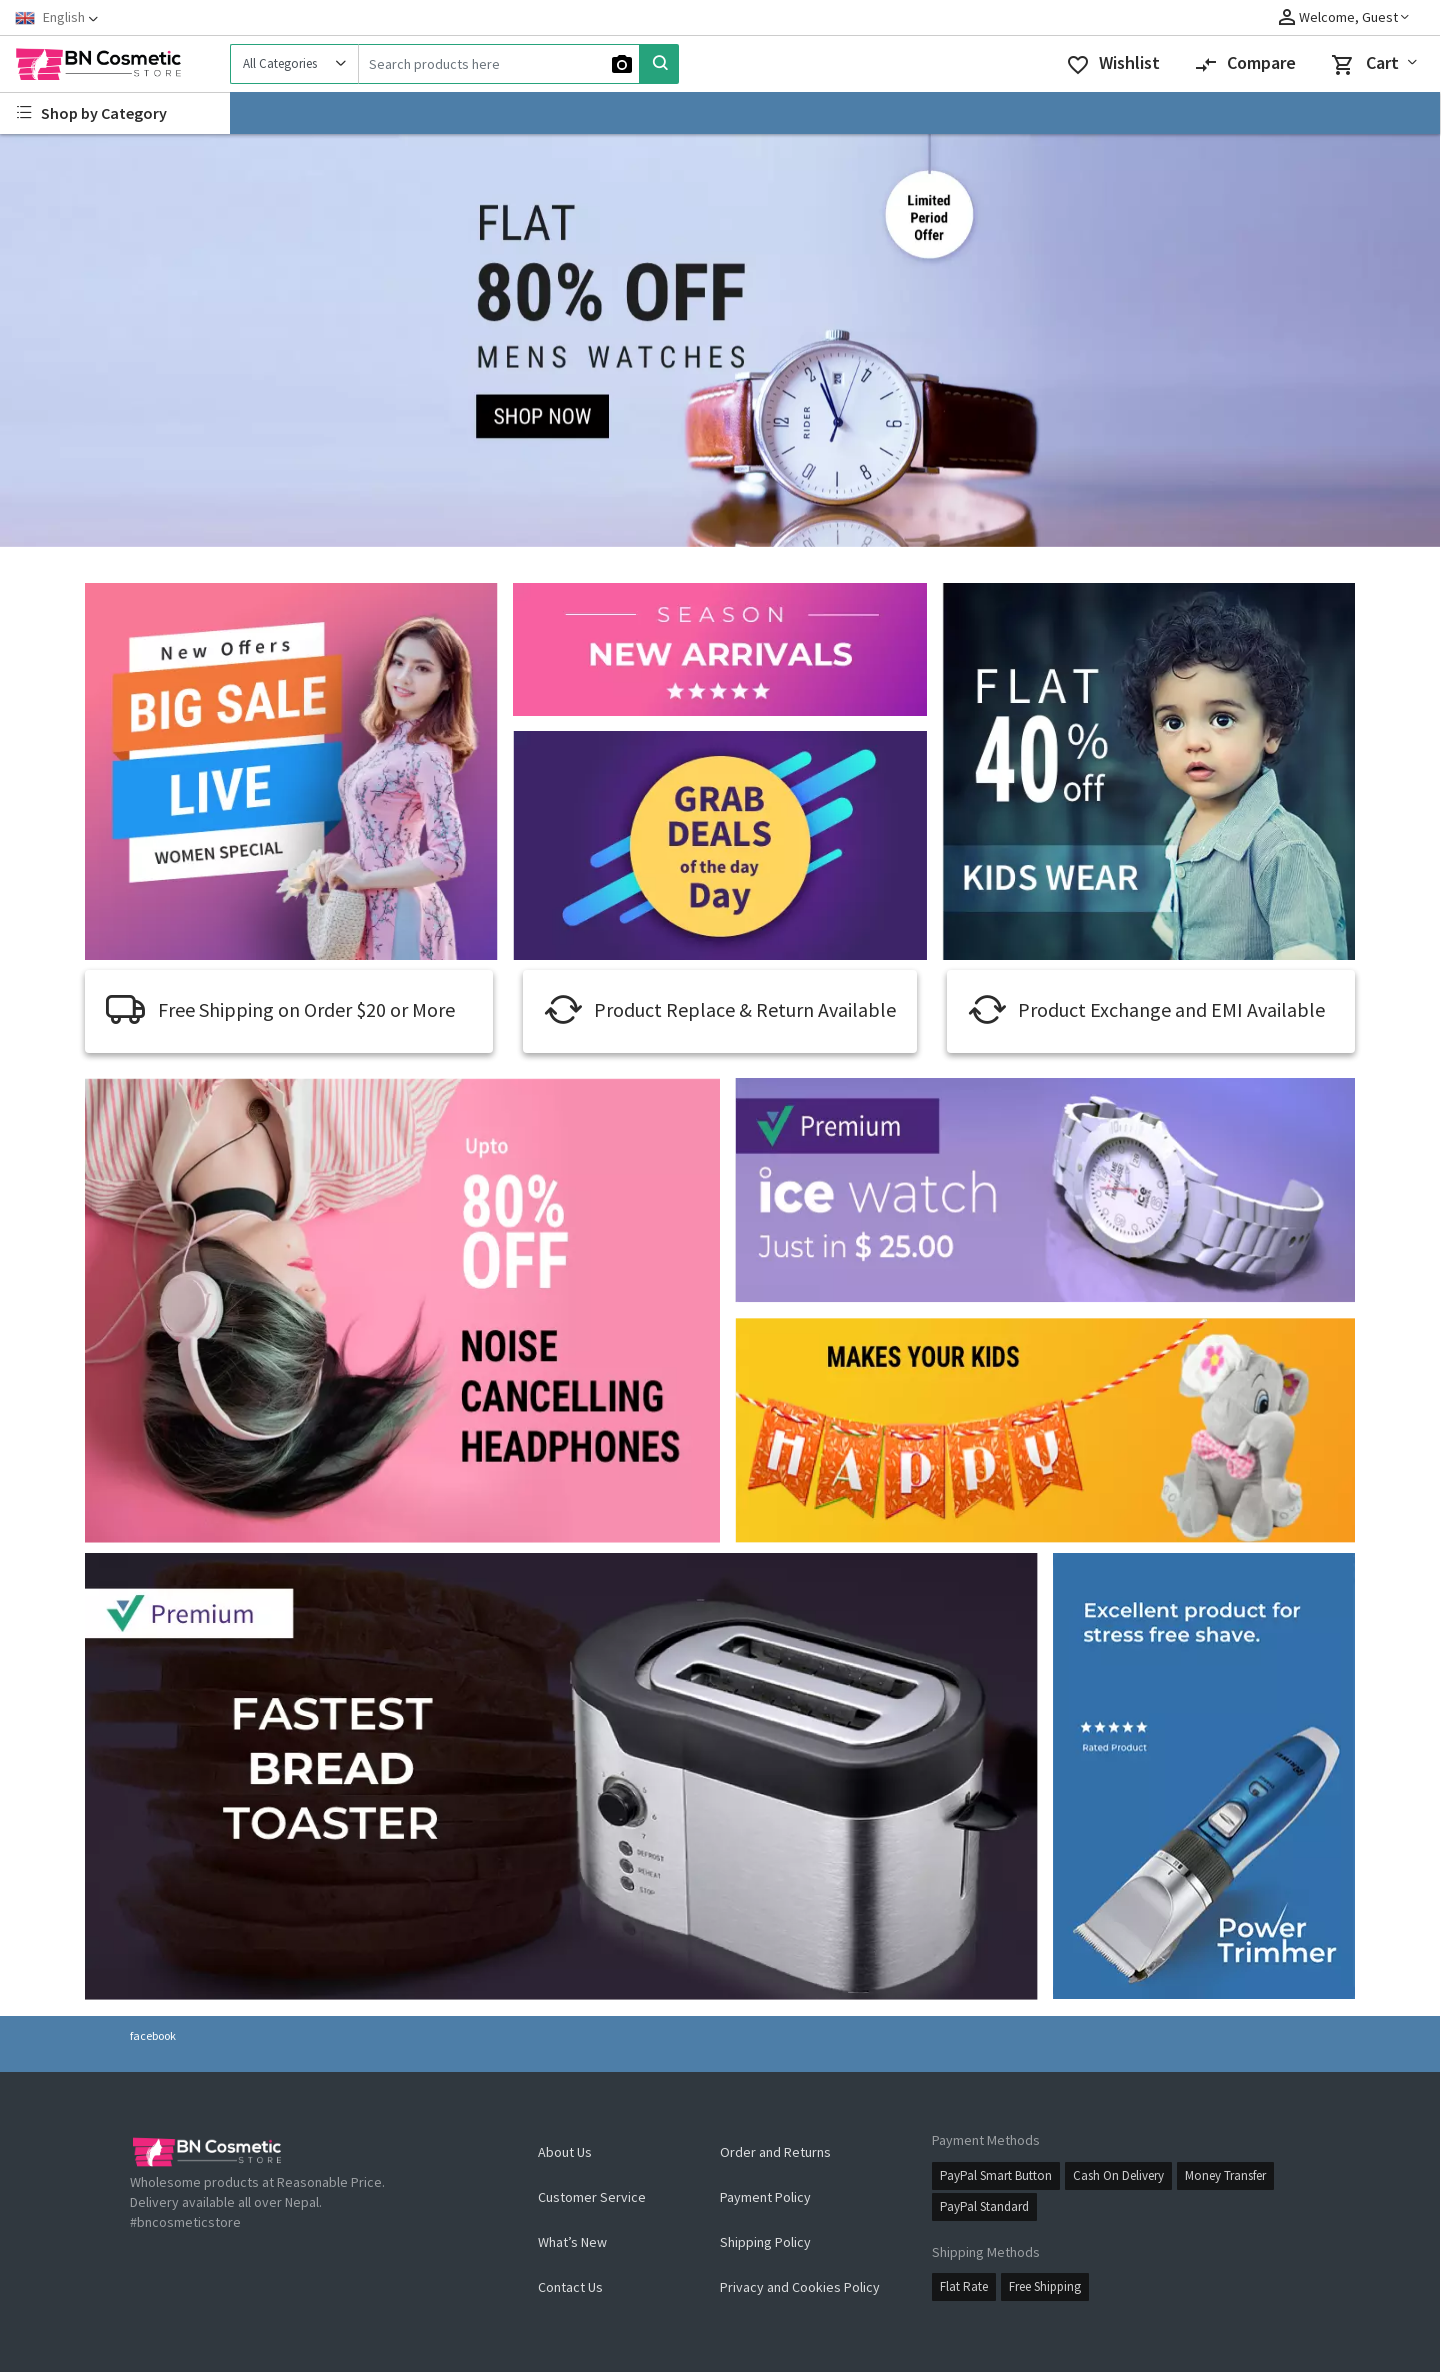 English
Welcome, Guest
BN Cosmetic
STORE
All Categories
Search products here
Wishlist
Compare
Cart
Shop by Category
Limited
Period
Offer
FLAT
80% OFF
MENS WATCHES
SHOP NOW
RIDER
New Offers
BIG SALE
LIVE
WOMEN SPECIAL
SEASON
NEW ARRIVALS
GRAB
DEALS
of the day
Day
FLAT
40%
off
KIDS WEAR
Free Shipping on Order $20 or More
Product Replace & Return Available
Product Exchange and EMI Available
Upto
80%
OFF
NOISE
CANCELLING
HEADPHONES
Premium
ice watch
Just in $ 25.00
MAKES YOUR KIDS
HAPPY
Premium
FASTEST
BREAD
TOASTER
DEFROST
REHEAT
STOP
Excellent product for
stress free shave.
Rated Product
Power
Trimmer
facebook
BN Cosmetic
STORE
Wholesome products at Reasonable Price.
Delivery available all over Nepal.
#bncosmeticstore
About Us
Customer Service
What's New
Contact Us
Order and Returns
Payment Policy
Shipping Policy
Privacy and Cookies Policy
Payment Methods
PayPal Smart Button Cash On Delivery Money Transfer
PayPal Standard
Shipping Methods
Flat Rate Free Shipping